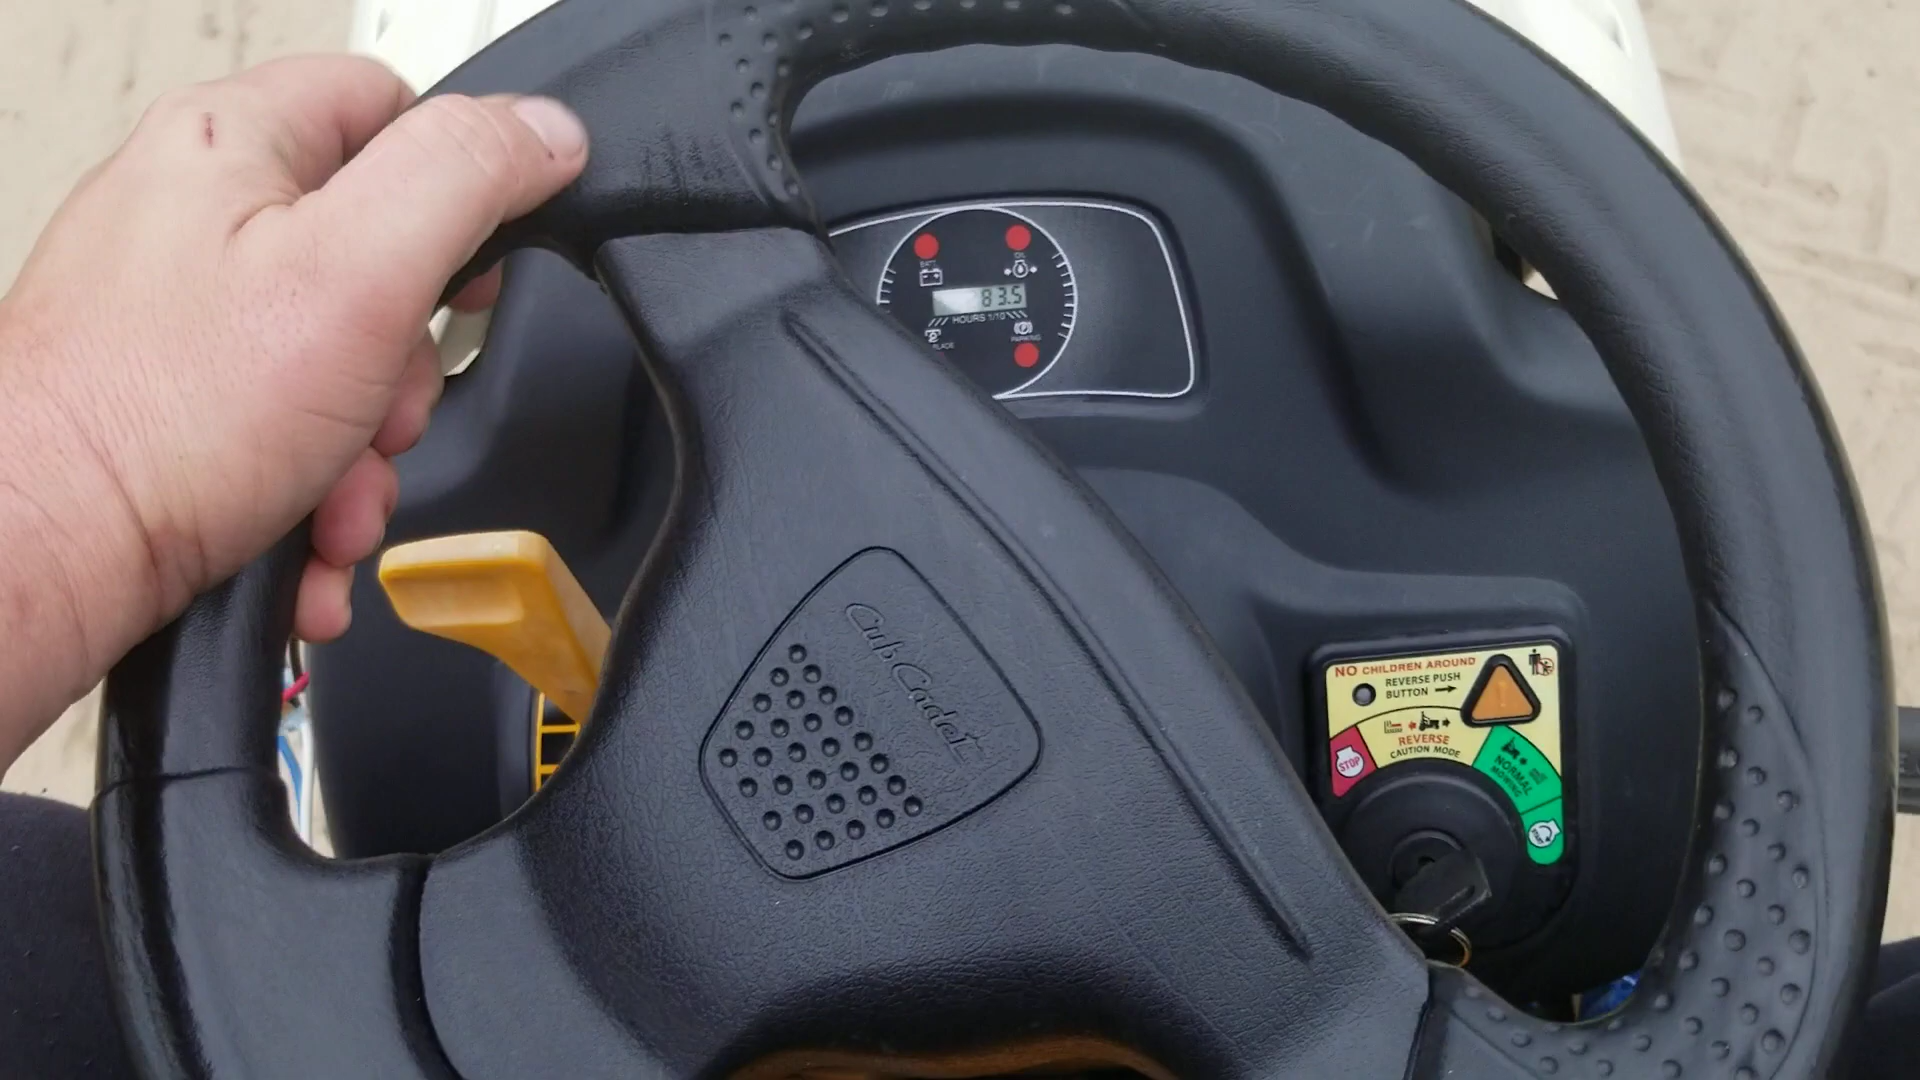 BATT.
OIL
83.5
HOURS 1/10
PARKING
Cub Cadet
NO CHILDREN AROUND
REVERSE PUSH
BUTTON
REVERSE
CAUTION MODE
STOP
NORMAL
MOWING